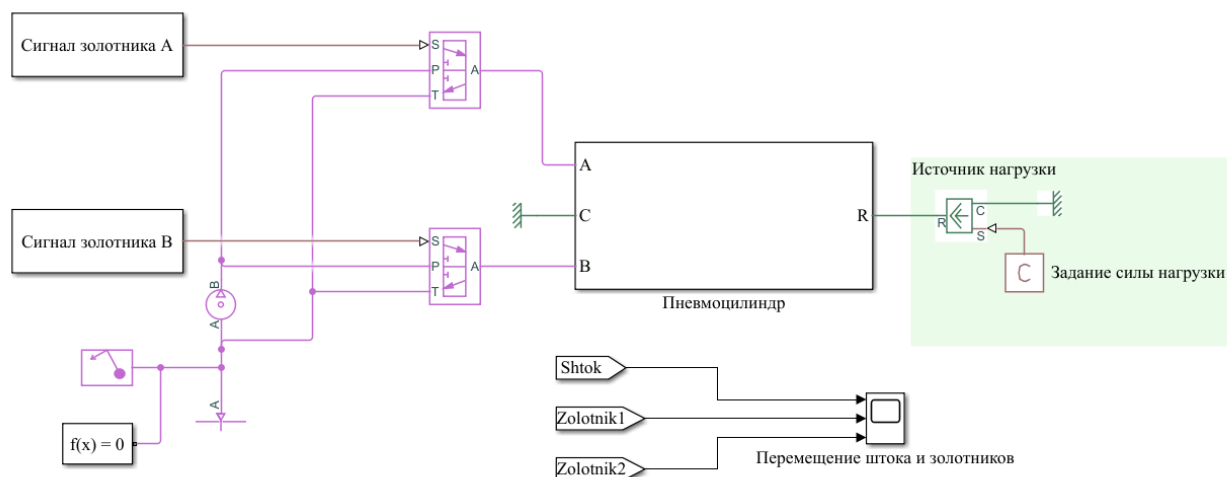 Сигнал золотника А
S
P
A
T
Источник нагрузки
A
C
R
R
C
S
C
Задание силы нагрузки
Сигнал золотника В
S
P
A
T
B
Пневмоцилиндр
B
A
A
f(x) = 0
Shtok
Zolotnik1
Zolotnik2
Перемещение штока и золотников